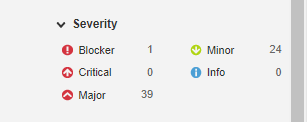 Severity
Blocker 1 Minor 24
Critical 0 Info 0
Major 39